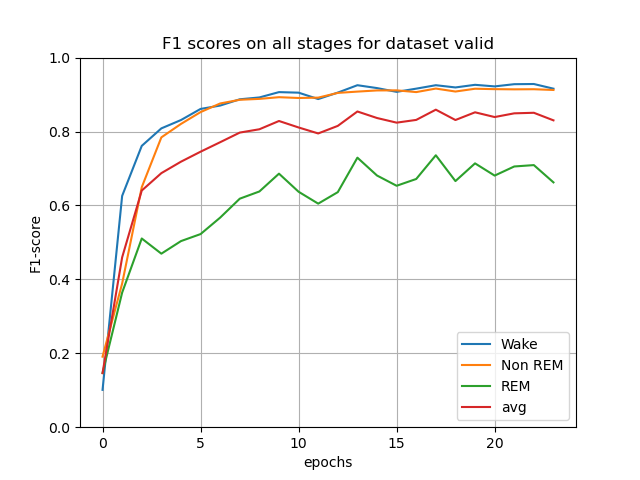 F1 scores on all stages for dataset valid
1.0
0.8
0.6
0.4
0.2
0.0
F1-score
0
5
10
15
20
epochs
Wake
Non REM
REM
avg